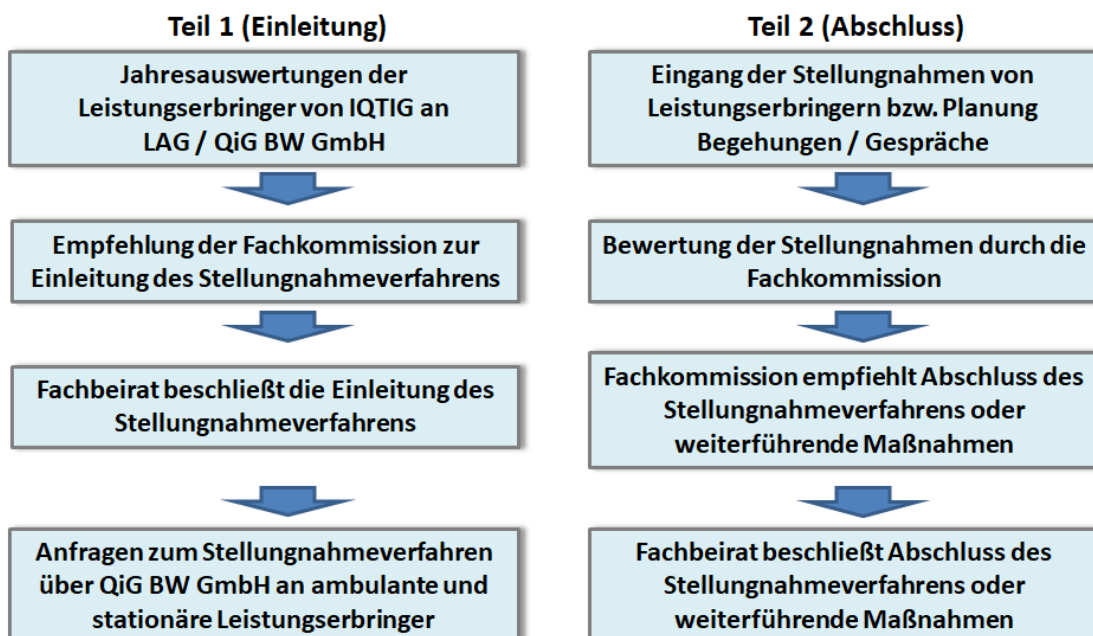 Teil 1 (Einleitung)
Jahresauswertungen der
Leistungserbringer von IQTIG an
LAG / QiG BW GmbH
Empfehlung der Fachkommission zur
Einleitung des Stellungnahmeverfahrens
Fachbeirat beschließt die Einleitung des
Stellungnahmeverfahrens
Anfragen zum Stellungnahmeverfahren
über QiG BW GmbH an ambulante und
stationäre Leistungserbringer
Teil 2 (Abschluss)
Eingang der Stellungnahmen von
Leistungserbringern bzw. Planung
Begehungen / Gespräche
Bewertung der Stellungnahmen durch die
Fachkommission
Fachkommission empfiehlt Abschluss des
Stellungnahmeverfahrens oder
weiterführende Maßnahmen
Fachbeirat beschließt Abschluss des
Stellungnahmeverfahrens oder
weiterführende Maßnahmen